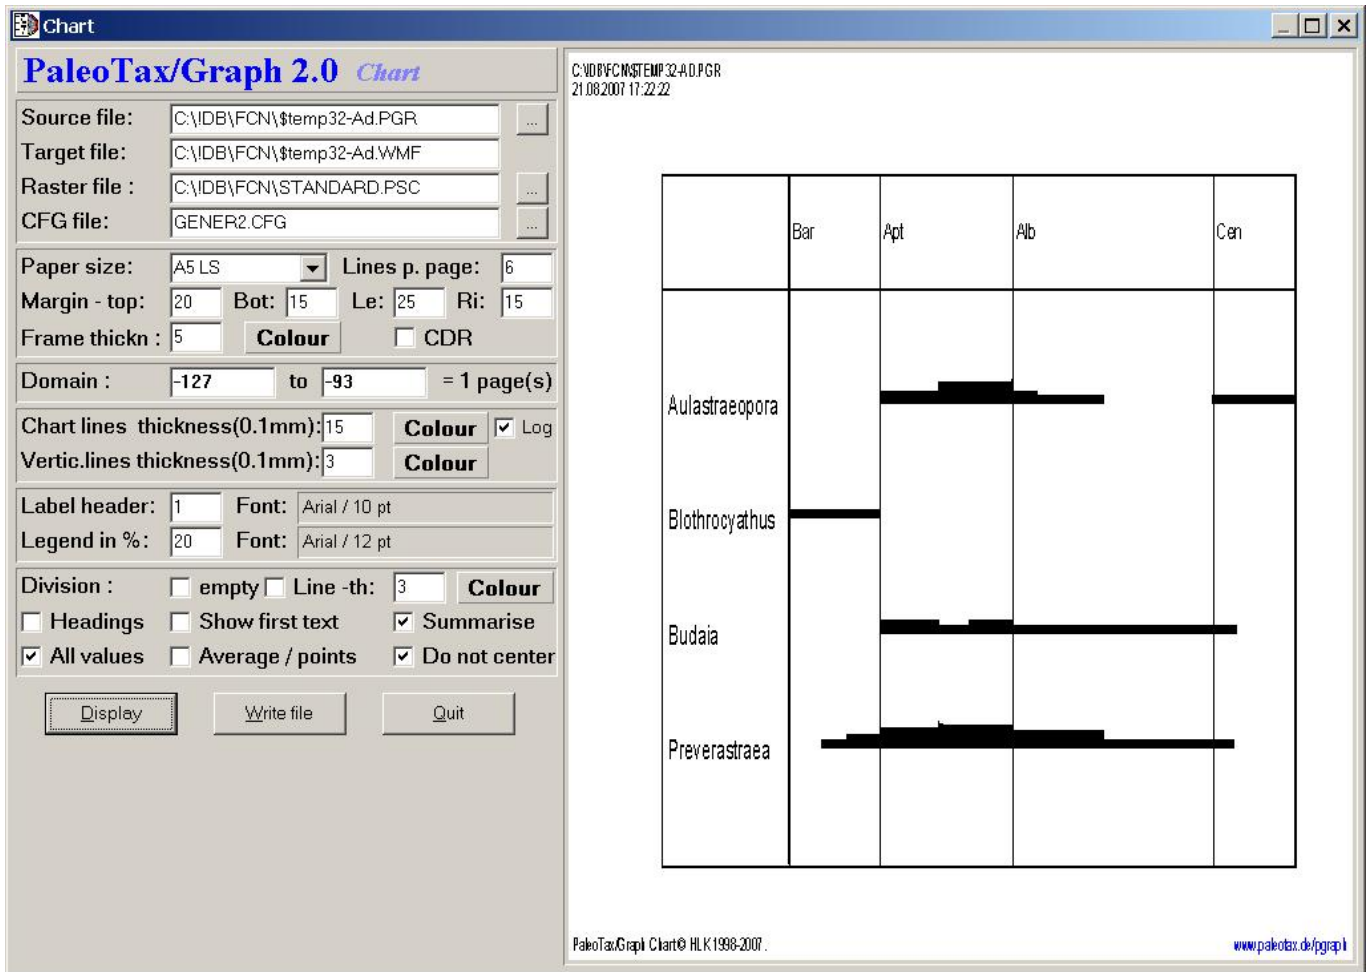 Chart
PaleoTax/Graph 2.0 Chart
Source file: C:\!DB\FCN\$temp32-Ad.PGR ...
Target file: C:\!DB\FCN\$temp32-Ad.WMF
Raster file : C:\!DB\FCN\STANDARD.PSC ...
CFG file: GENER2.CFG ...
Paper size: A5 LS Lines p. page: 6
Margin - top: 20 Bot: 15 Le: 25 Ri: 15
Frame thickn : 5 Colour CDR
Domain : -127 to -93 = 1 page(s)
Chart lines thickness(0.1mm): 15 Colour Log
Vertic.lines thickness(0.1mm): 3 Colour
Label header: 1 Font: Arial / 10 pt
Legend in %: 20 Font: Arial / 12 pt
Division : empty Line -th: 3 Colour
Headings Show first text Summarise
All values Average / points Do not center
Display Write file Quit
C:\!DB\FCN\$TEMP32-AD.PGR
21.08.2007 17:22:22
Bar Apt Alb Cen
Aulastraeopora
Blothrocyathus
Budaia
Preverastraea
PaleoTax/Graph Chart© HLK 1998-2007 .
www.paleotax.de/pgraph